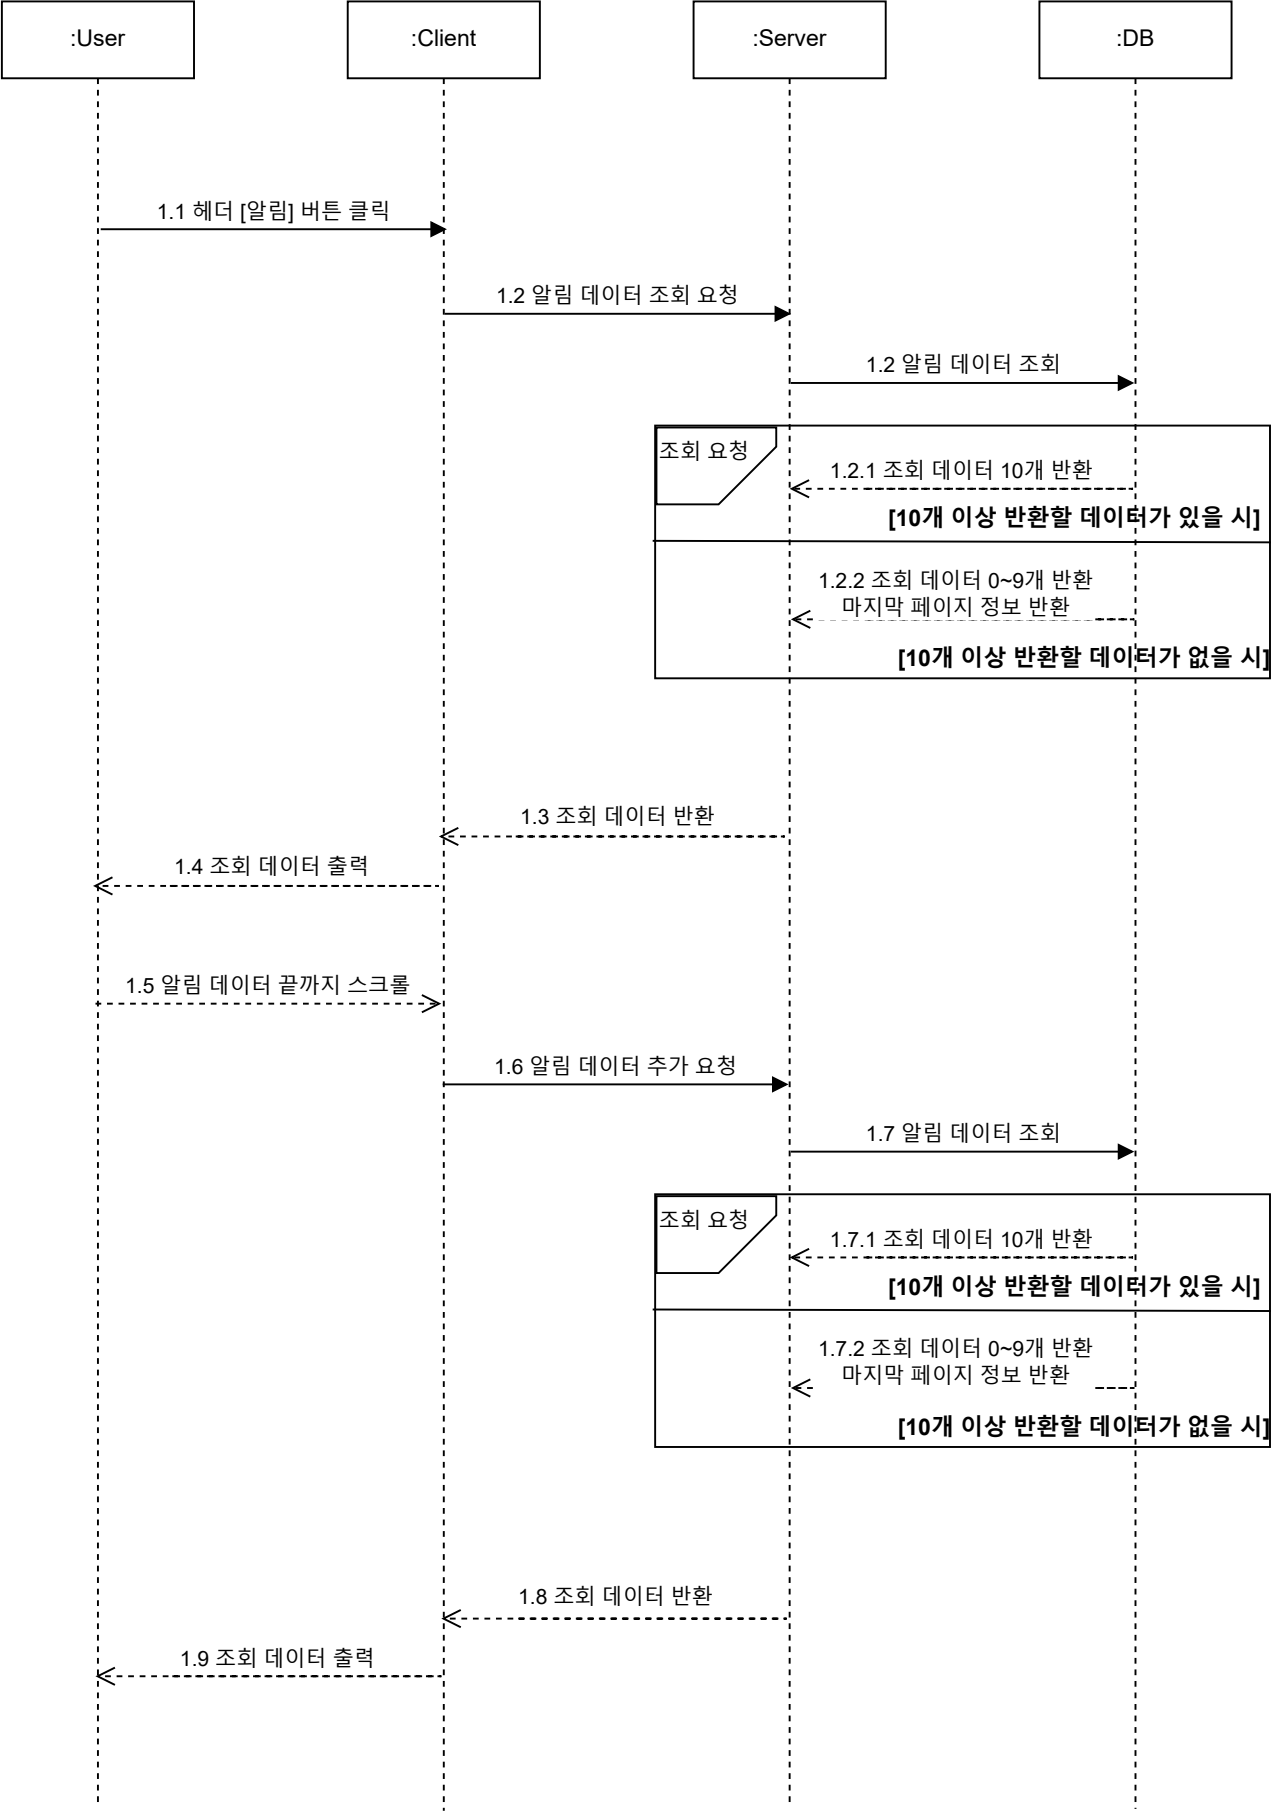 :User
:Client
:Server
:DB
1.1 헤더 [알림] 버튼 클릭
1.2 알림 데이터 조회 요청
1.2 알림 데이터 조회
조회 요청
1.2.1 조회 데이터 10개 반환
[10개 이상 반환할 데이터가 있을 시]
1.2.2 조회 데이터 0~9개 반환
마지막 페이지 정보 반환
[10개 이상 반환할 데이터가 없을 시]
1.3 조회 데이터 반환
1.4 조회 데이터 출력
1.5 알림 데이터 끝까지 스크롤
1.6 알림 데이터 추가 요청
1.7 알림 데이터 조회
조회 요청
1.7.1 조회 데이터 10개 반환
[10개 이상 반환할 데이터가 있을 시]
1.7.2 조회 데이터 0~9개 반환
마지막 페이지 정보 반환
[10개 이상 반환할 데이터가 없을 시]
1.8 조회 데이터 반환
1.9 조회 데이터 출력